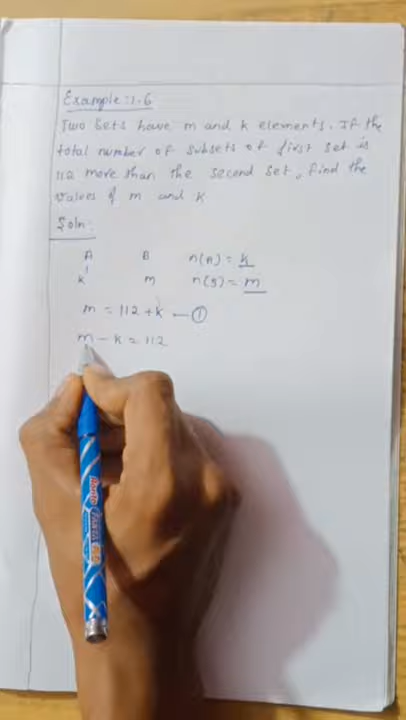 Example:1.6
Two Sets have m and k elements. If the
total number of subsets of first set is
112 more than the second set, find the
values of m and k
Soln:
A B n(A) = k
k m n(B) = m
m = 112 + k — ①
m - k = 112